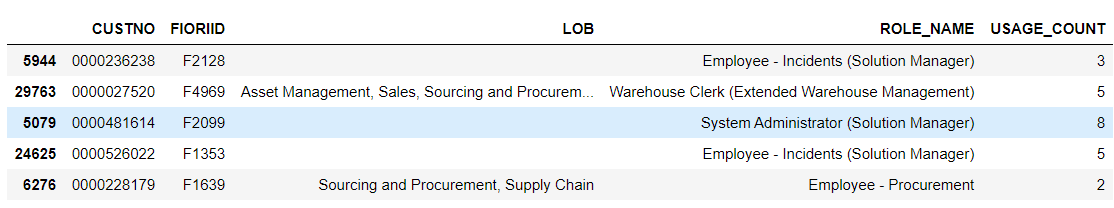 CUSTNO FIORIID LOB ROLE_NAME USAGE_COUNT
5944 0000236238 F2128 Employee - Incidents (Solution Manager) 3
29763 0000027520 F4969 Asset Management, Sales, Sourcing and Procurem... Warehouse Clerk (Extended Warehouse Management) 5
5079 0000481614 F2099 System Administrator (Solution Manager) 8
24625 0000526022 F1353 Employee - Incidents (Solution Manager) 5
6276 0000228179 F1639 Sourcing and Procurement, Supply Chain Employee - Procurement 2